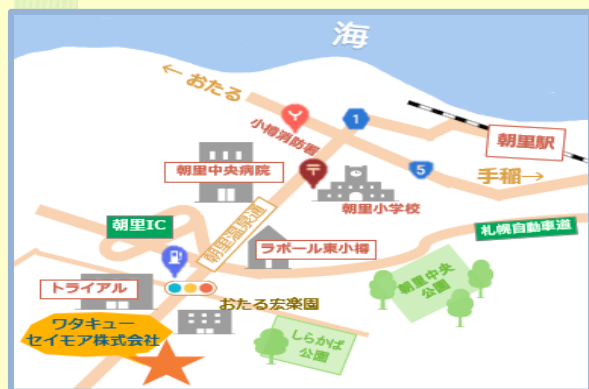 海
← おたる
小樽消防署
1
朝里駅
朝里中央病院
〒
5
手稲→
朝里小学校
朝里IC
朝里温泉通
ラポール東小樽
札幌自動車道
トライアル
おたる宏楽園
朝里中央
公園
ワタキュー
セイモア株式会社
しらかば
公園